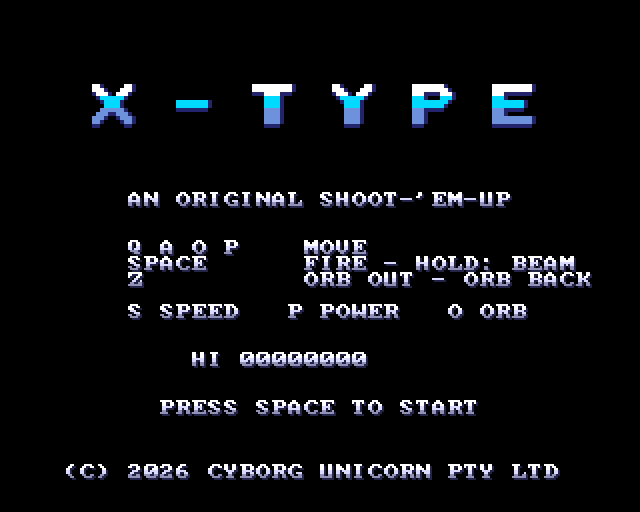 X-TYPE
AN ORIGINAL SHOOT-'EM-UP
Q A O P MOVE
SPACE FIRE - HOLD: BEAM
Z ORB OUT - ORB BACK
S SPEED P POWER O ORB
HI 00000000
PRESS SPACE TO START
(C) 2026 CYBORG UNICORN PTY LTD